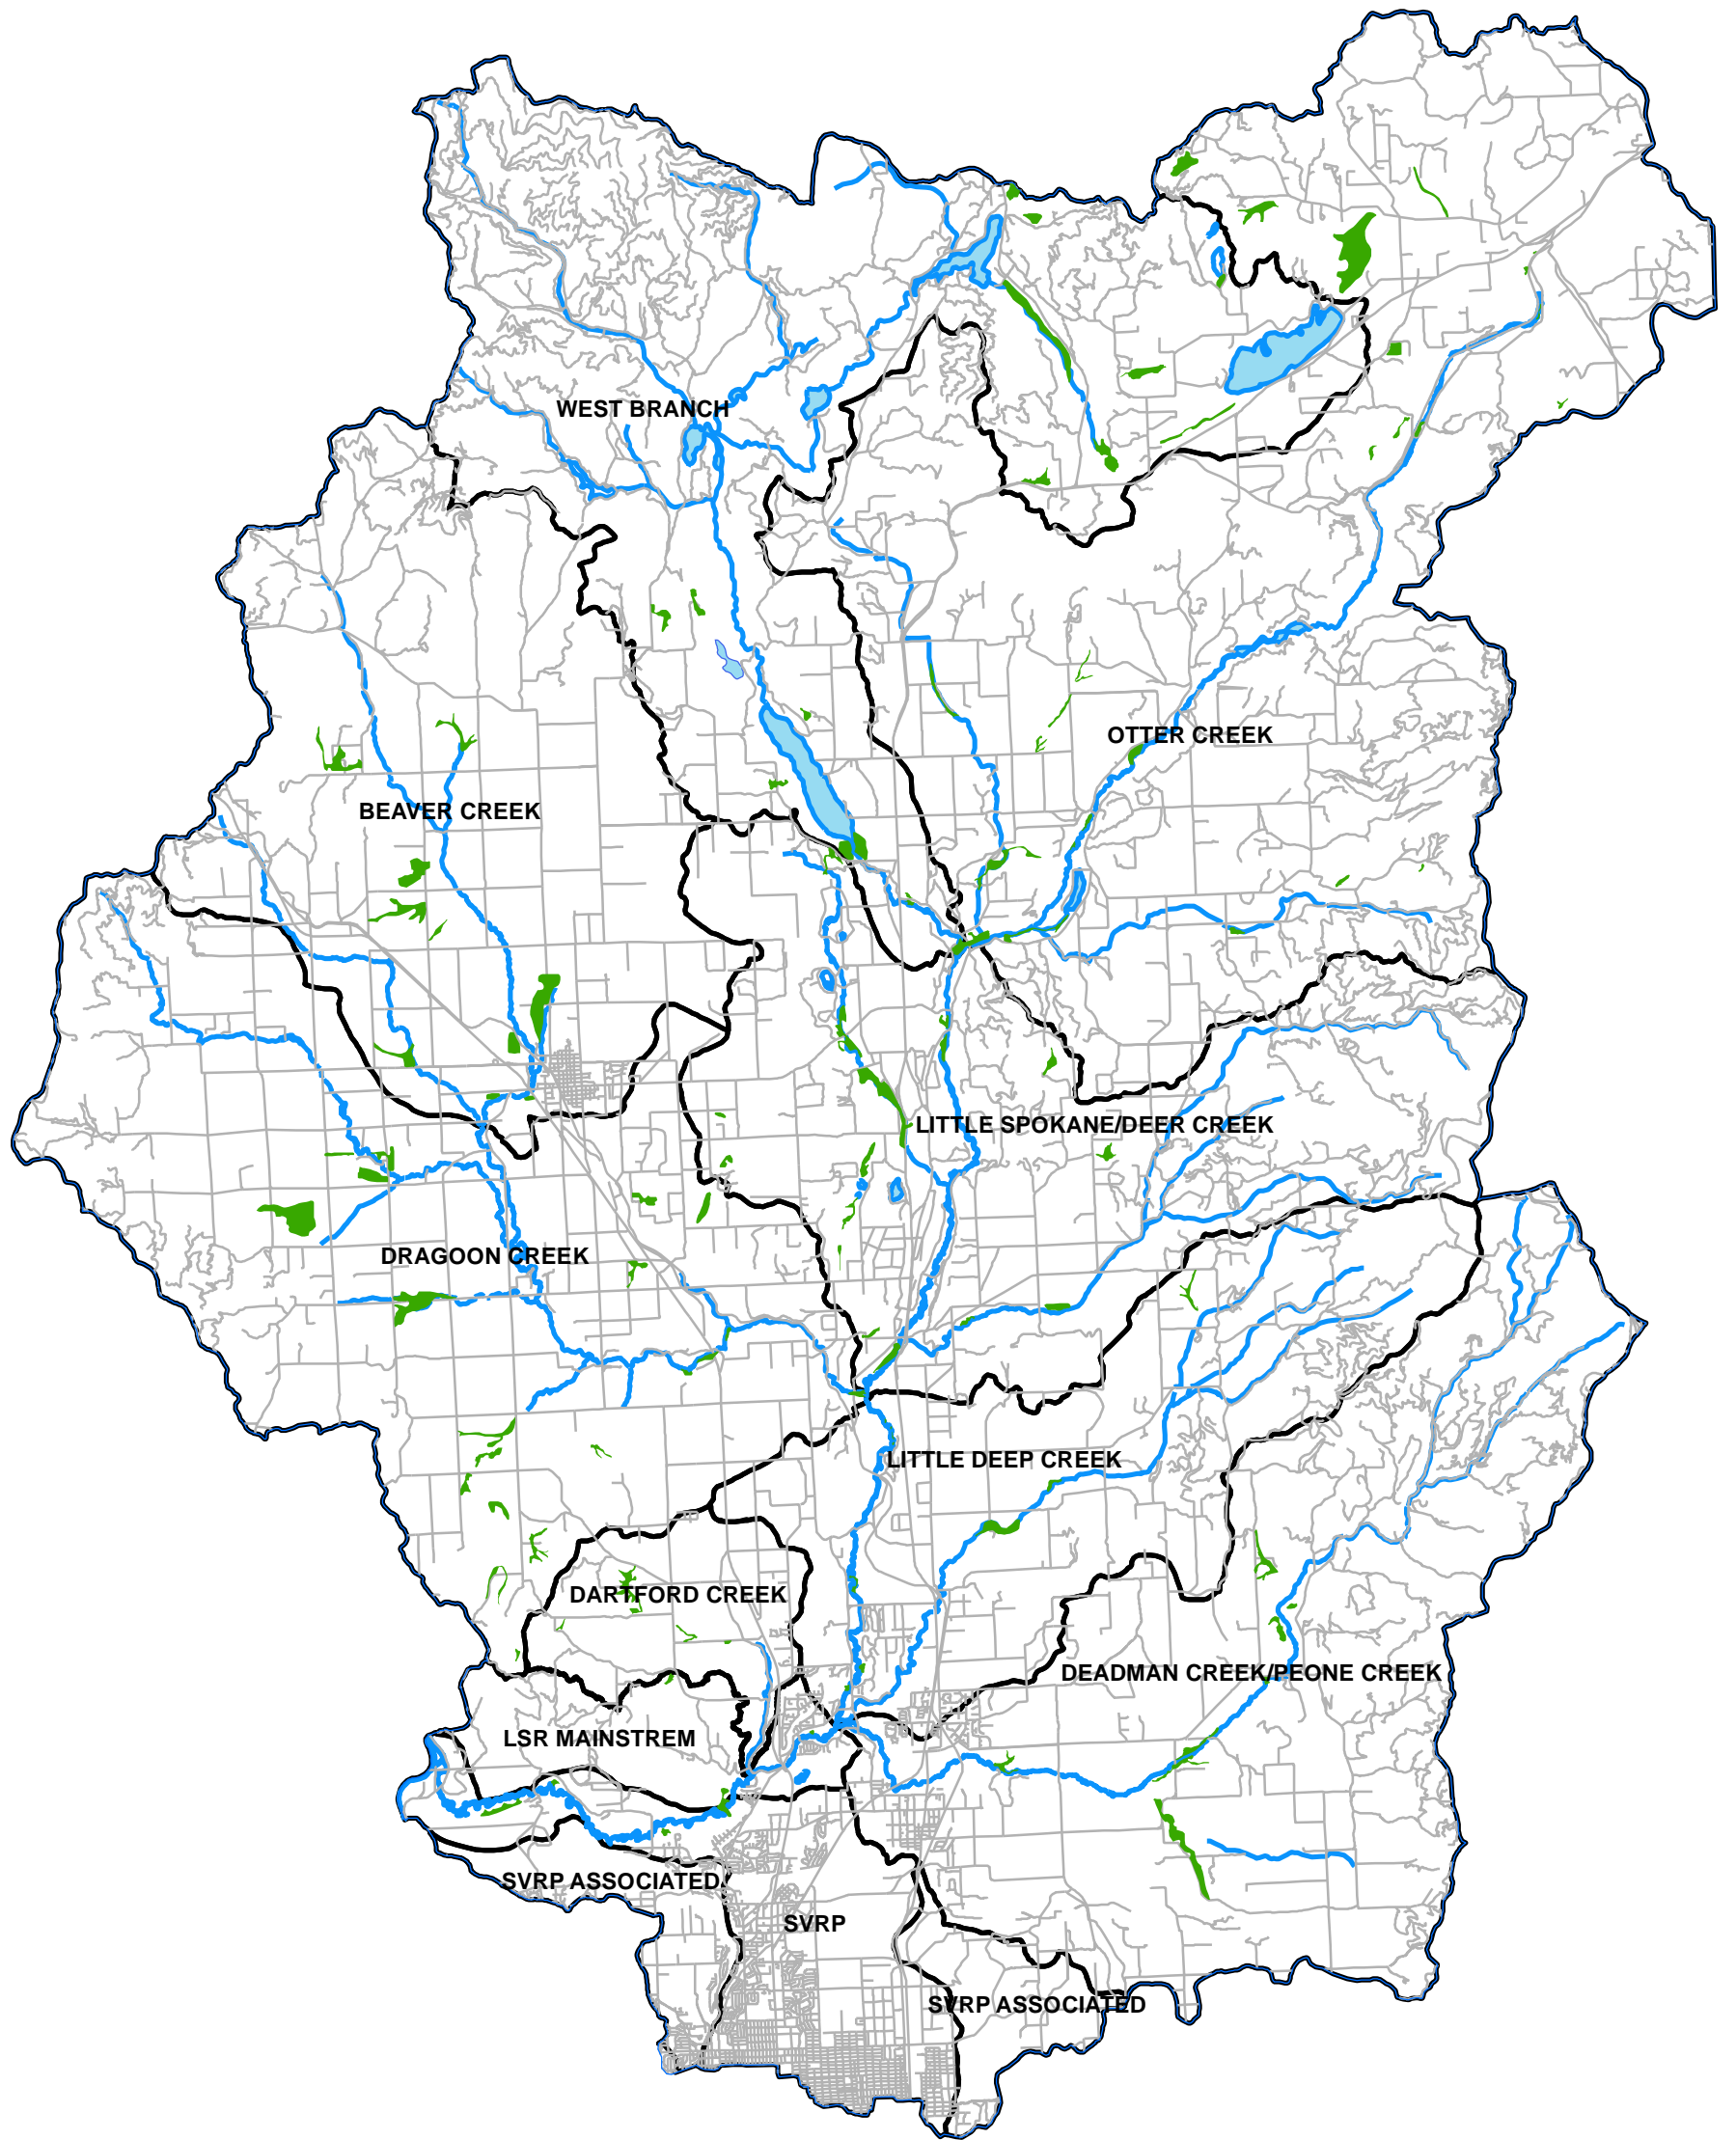 WEST BRANCH
OTTER CREEK
BEAVER CREEK
LITTLE SPOKANE/DEER CREEK
DRAGOON CREEK
LITTLE DEEP CREEK
DARTFORD CREEK
DEADMAN CREEK/PEONE CREEK
LSR MAINSTREM
SVRP ASSOCIATED
SVRP
SVRP ASSOCIATED